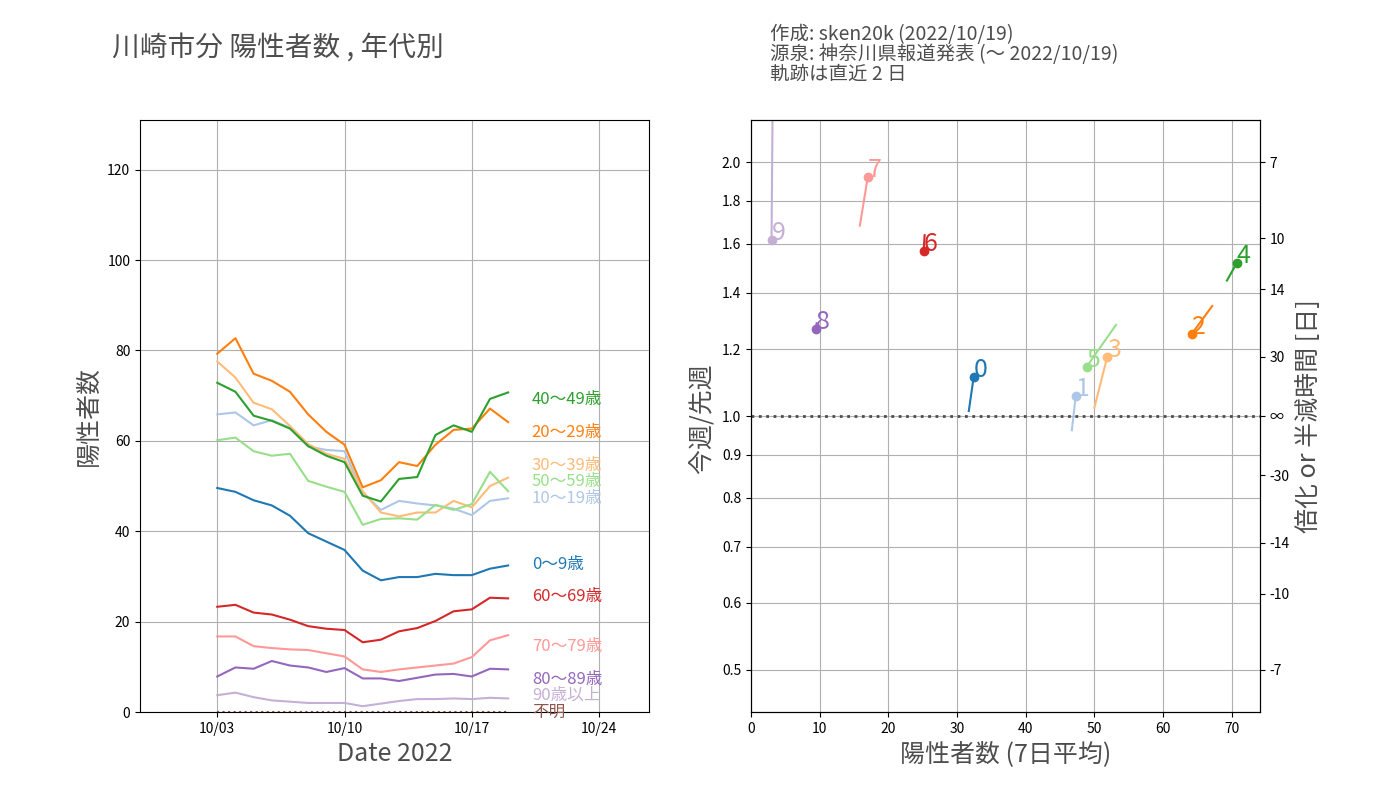 川崎市分 陽性者数 , 年代別
作成: sken20k (2022/10/19)
源泉: 神奈川県報道発表 (〜 2022/10/19)
軌跡は直近 2 日
陽性者数
120
100
80
60
40
20
0
10/03
10/10
10/17
10/24
Date 2022
40〜49歳
20〜29歳
30〜39歳
50〜59歳
10〜19歳
0〜9歳
60〜69歳
70〜79歳
80〜89歳
90歳以上
不明
今週/先週
2.0
1.8
1.6
1.4
1.2
1.0
0.9
0.8
0.7
0.6
0.5
0
10
20
30
40
50
60
70
陽性者数 (7日平均)
7
9
6
4
8
2
3
5
0
1
7
10
14
30
∞
-30
-14
-10
-7
倍化 or 半減時間 [日]